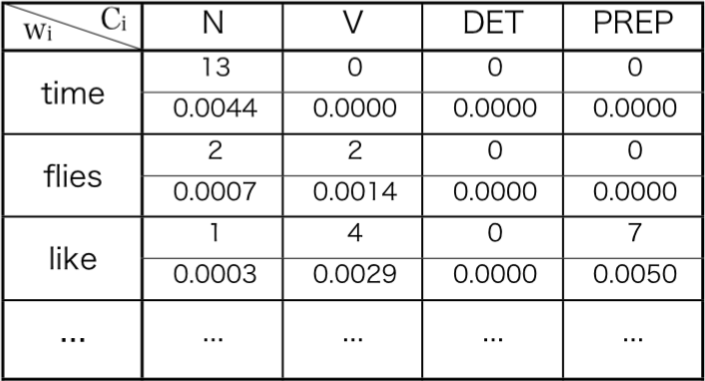 wi Ci N V DET PREP
time 13 0 0 0
0.0044 0.0000 0.0000 0.0000
flies 2 2 0 0
0.0007 0.0014 0.0000 0.0000
like 1 4 0 7
0.0003 0.0029 0.0000 0.0050
... ... ... ... ...